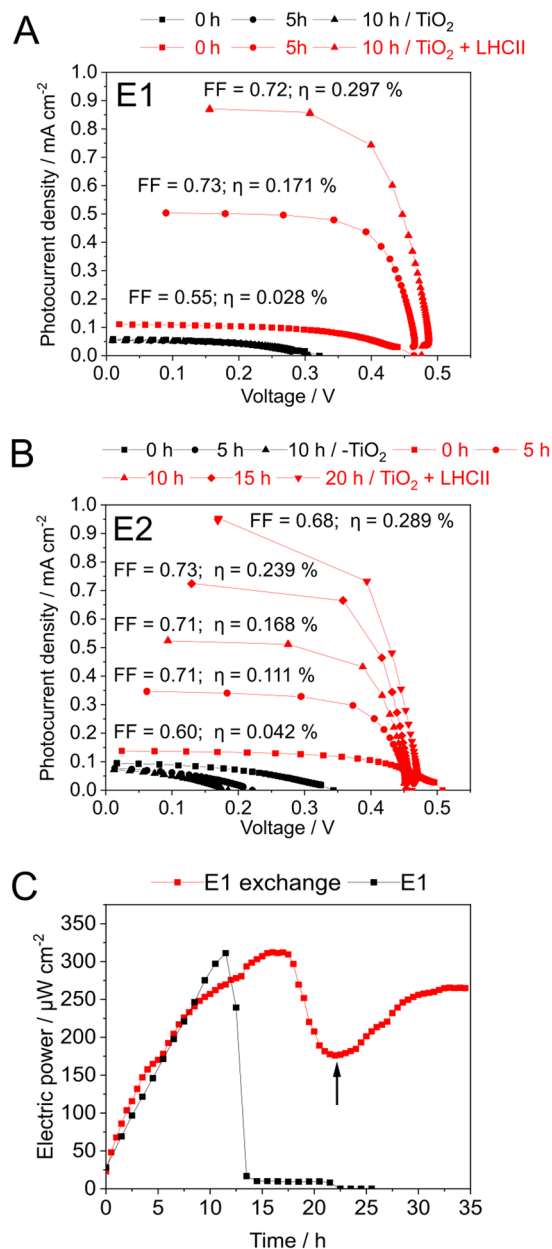 A
0 h 5h 10 h / TiO2
0h 5h 10 h / TiO2 + LHCII
E1
FF = 0.72; η = 0.297 %
FF = 0.73; η = 0.171 %
FF = 0.55; η = 0.028 %
Photocurrent density / mA cm-2
1.0
0.9
0.8
0.7
0.6
0.5
0.4
0.3
0.2
0.1
0.0
0.0 0.1 0.2 0.3 0.4 0.5
Voltage / V
B
0 h 5 h 10 h / -TiO2 0 h 5 h
10 h 15 h 20 h / TiO2 + LHCII
E2
FF = 0.68; η = 0.289 %
FF = 0.73; η = 0.239 %
FF = 0.71; η = 0.168 %
FF = 0.71; η = 0.111 %
FF = 0.60; η = 0.042 %
Photocurrent density / mA cm-2
1.0
0.9
0.8
0.7
0.6
0.5
0.4
0.3
0.2
0.1
0.0
0.0 0.1 0.2 0.3 0.4 0.5
Voltage / V
C
E1 exchange E1
Electric power / µW cm-2
350
300
250
200
150
100
50
0
0 5 10 15 20 25 30 35
Time / h